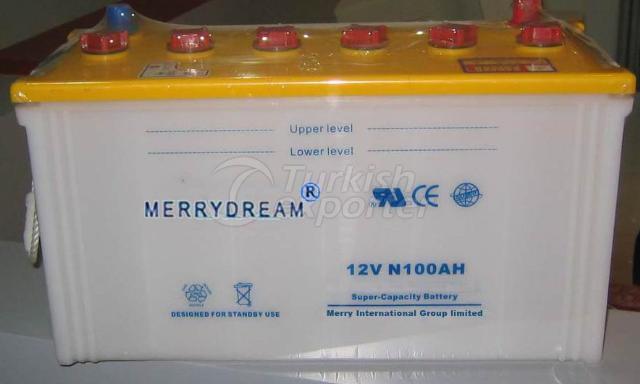 Upper level
Lower level
Turkish
exporter
MERRYDREAM ®
CE
12V N100AH
Super-Capacity Battery
DESIGNED FOR STANDBY USE
Merry International Group limited